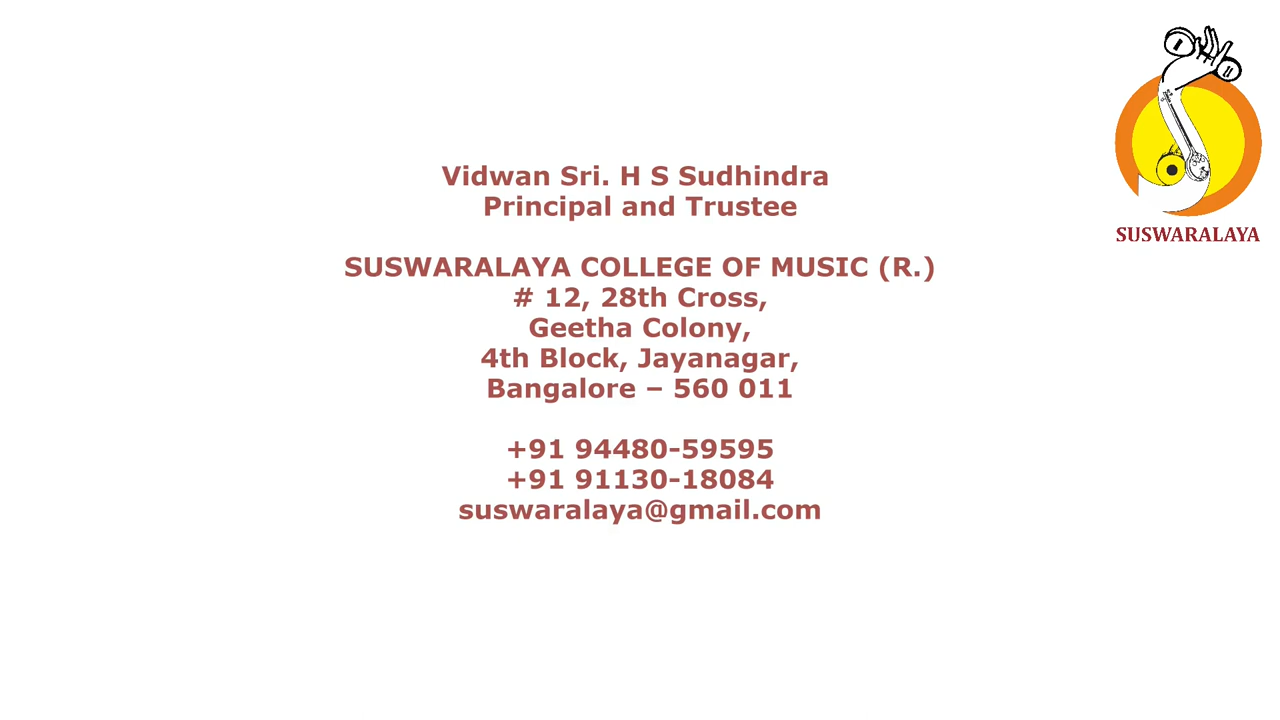 Vidwan Sri. H S Sudhindra
Principal and Trustee
SUSWARALAYA COLLEGE OF MUSIC (R.)
# 12, 28th Cross,
Geetha Colony,
4th Block, Jayanagar,
Bangalore – 560 011
+91 94480-59595
+91 91130-18084
suswaralaya@gmail.com
SUSWARALAYA